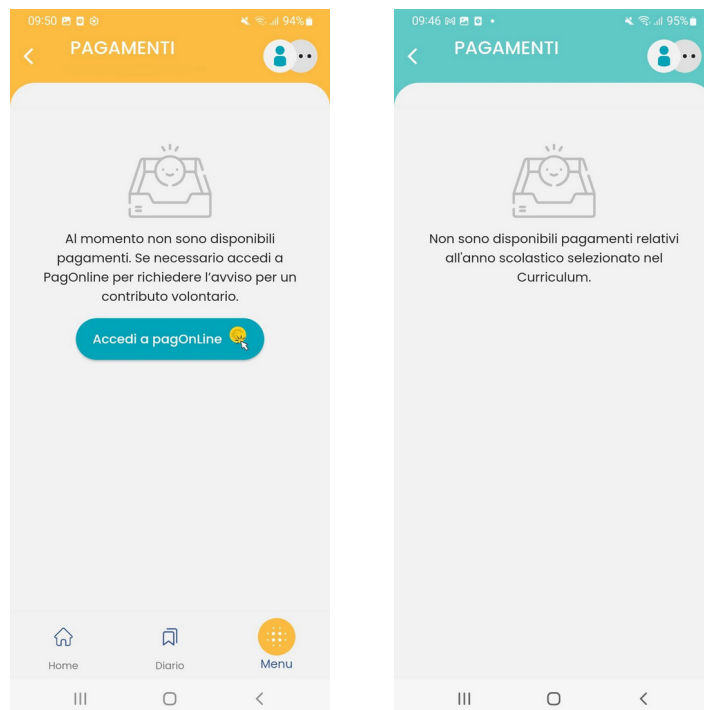 09:50
94%
PAGAMENTI
Al momento non sono disponibili
pagamenti. Se necessario accedi a
PagOnline per richiedere l'avviso per un
contributo volontario.
Accedi a pagOnLine
Home
Diario
Menu
09:46
95%
PAGAMENTI
Non sono disponibili pagamenti relativi
all'anno scolastico selezionato nel
Curriculum.